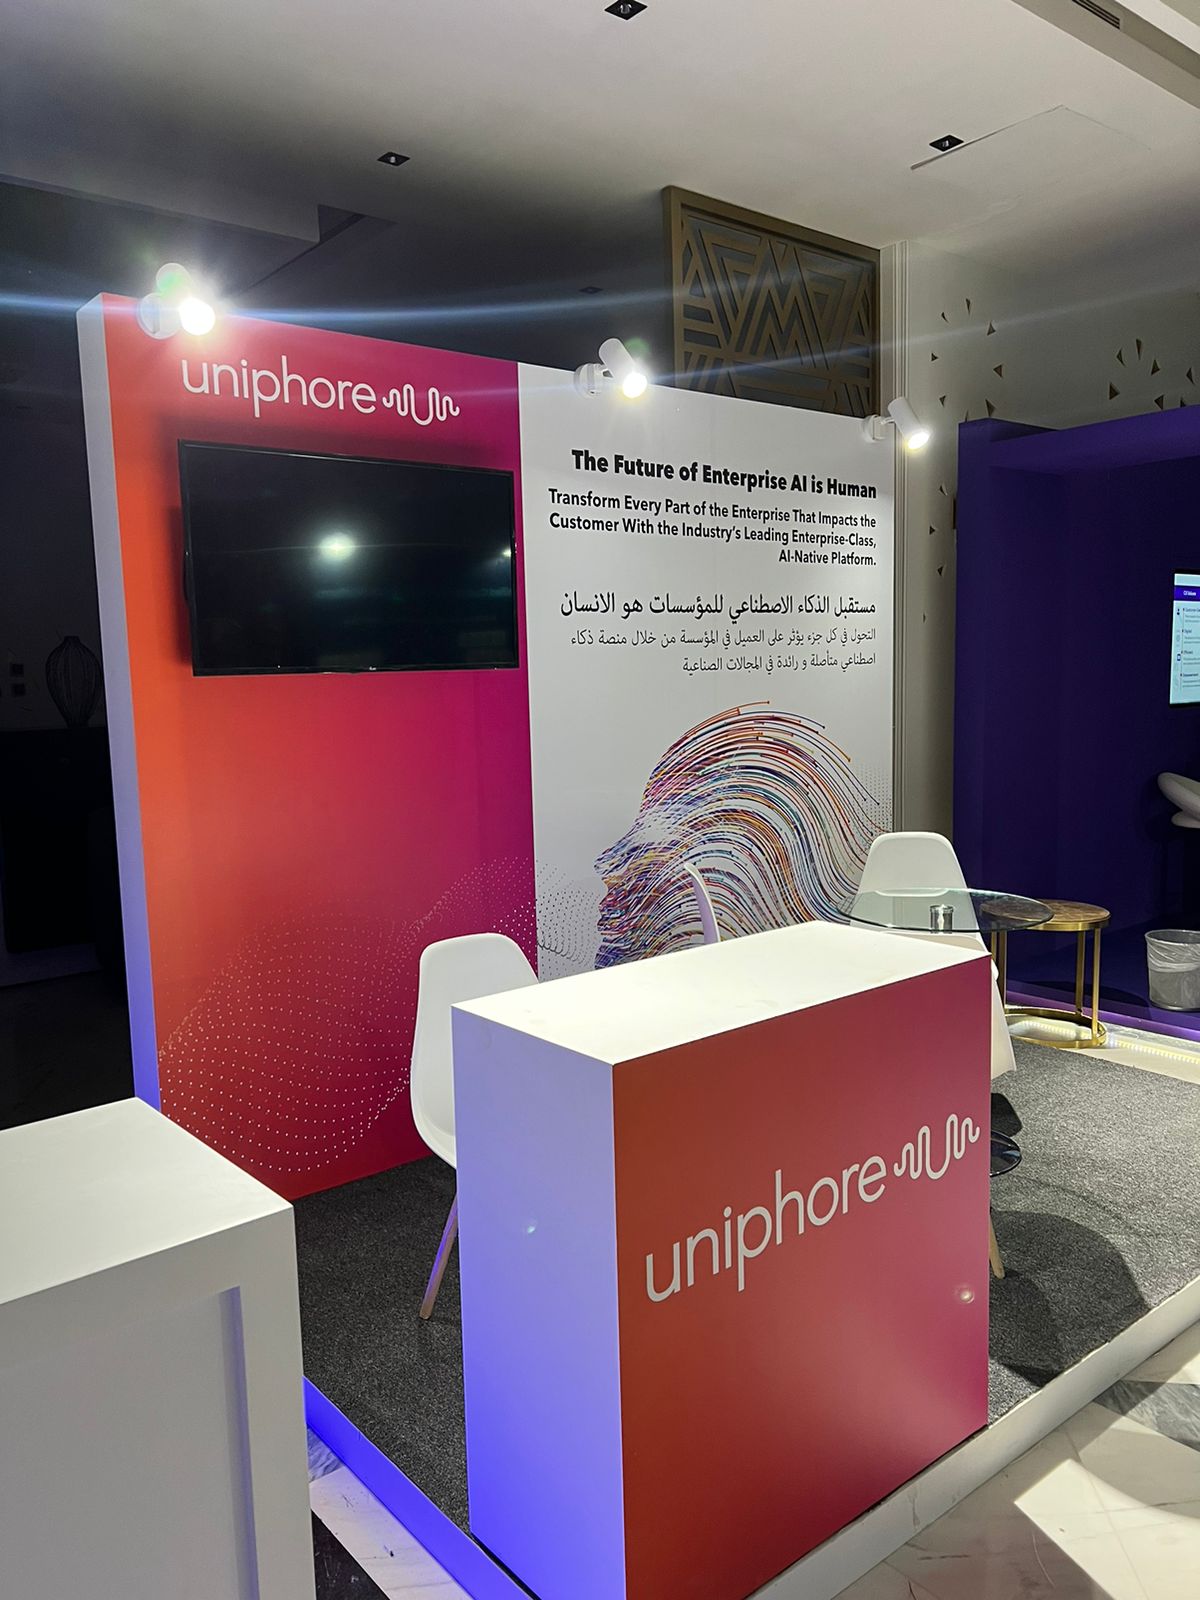 uniphore
The Future of Enterprise AI is Human
Transform Every Part of the Enterprise That Impacts the
Customer With the Industry's Leading Enterprise-Class,
AI-Native Platform.
مستقبل الذكاء الاصطناعي للمؤسسات هو الانسان
التحول في كل جزء يؤثر على العميل في المؤسسة من خلال منصة ذكاء
اصطناعي متأصلة و رائدة في المجالات الصناعية
uniphore